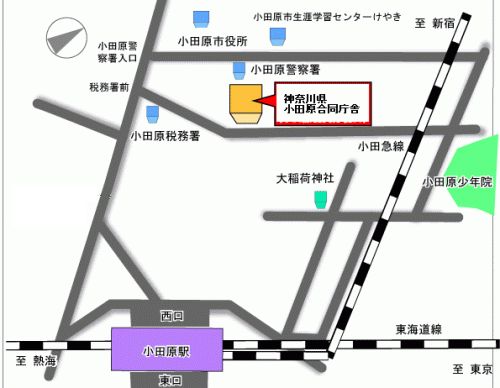 小田原市生涯学習センターけやき
至 新宿
小田原市役所
小田原警
察署入口
小田原警察署
税務署前
神奈川県
小田原合同庁舎
小田原税務署
小田急線
大稲荷神社
小田原少年院
西口
東海道線
小田原駅
至 熱海
至 東京
東口